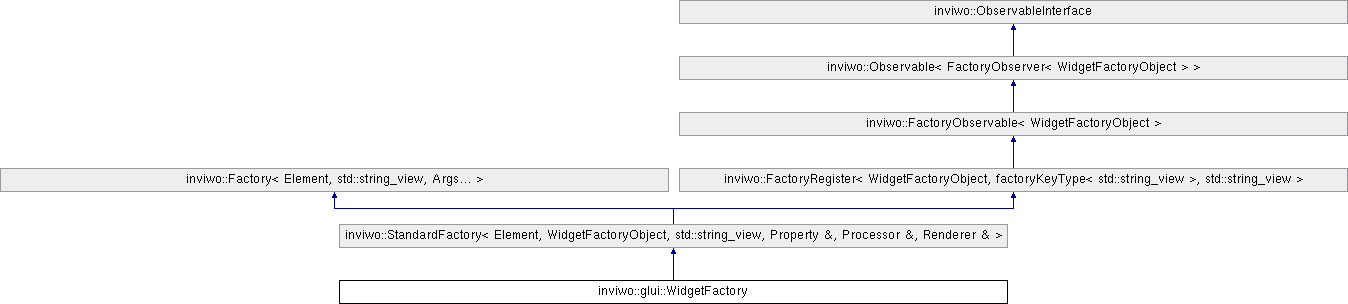 inviwo::ObservableInterface
inviwo::Observable< FactoryObserver< WidgetFactoryObject > >
inviwo::FactoryObservable< WidgetFactoryObject >
inviwo::Factory< Element, std::string_view, Args... >
inviwo::FactoryRegister< WidgetFactoryObject, factoryKeyType< std::string_view >, std::string_view >
inviwo::StandardFactory< Element, WidgetFactoryObject, std::string_view, Property &, Processor &, Renderer & >
inviwo::glui::WidgetFactory